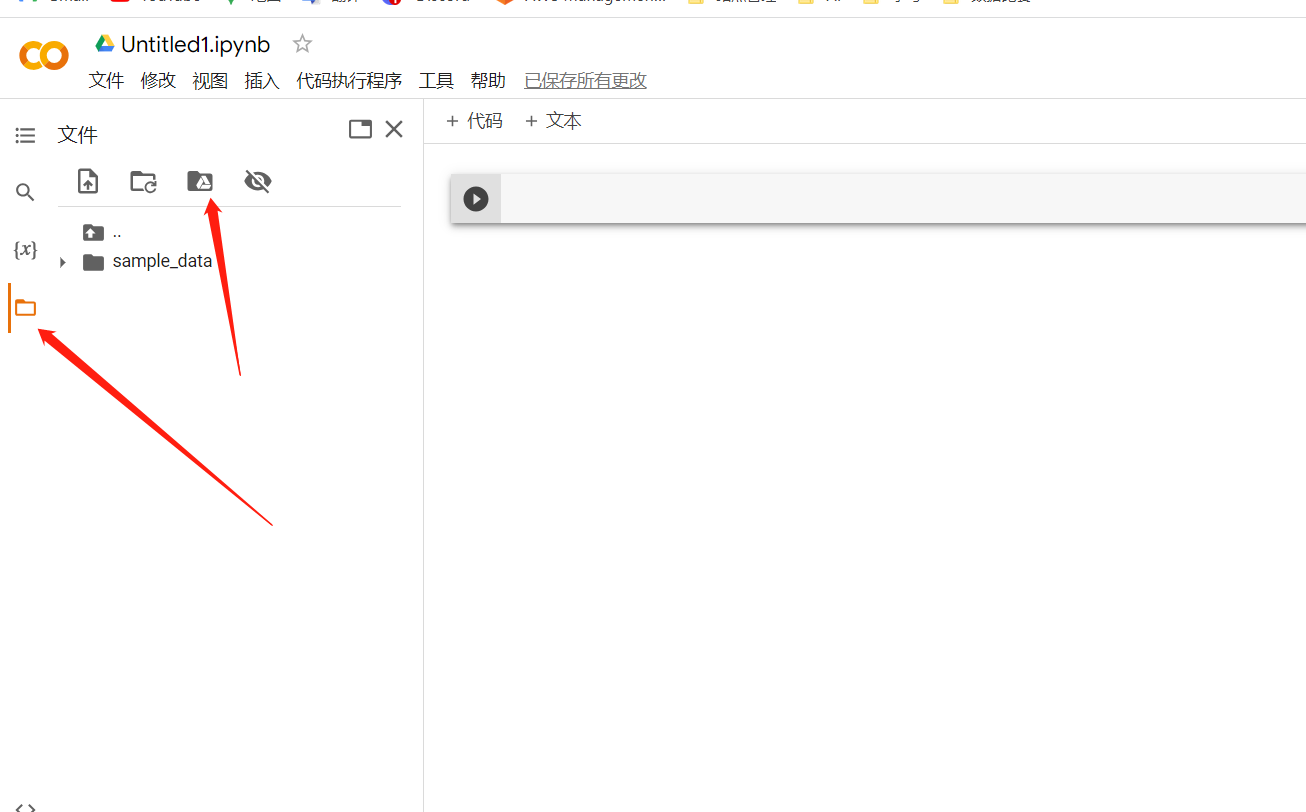 Untitled1.ipynb
文件 修改 视图 插入 代码执行程序 工具 帮助 已保存所有更改
文件
+ 代码 + 文本
..
{x}
sample_data
<>